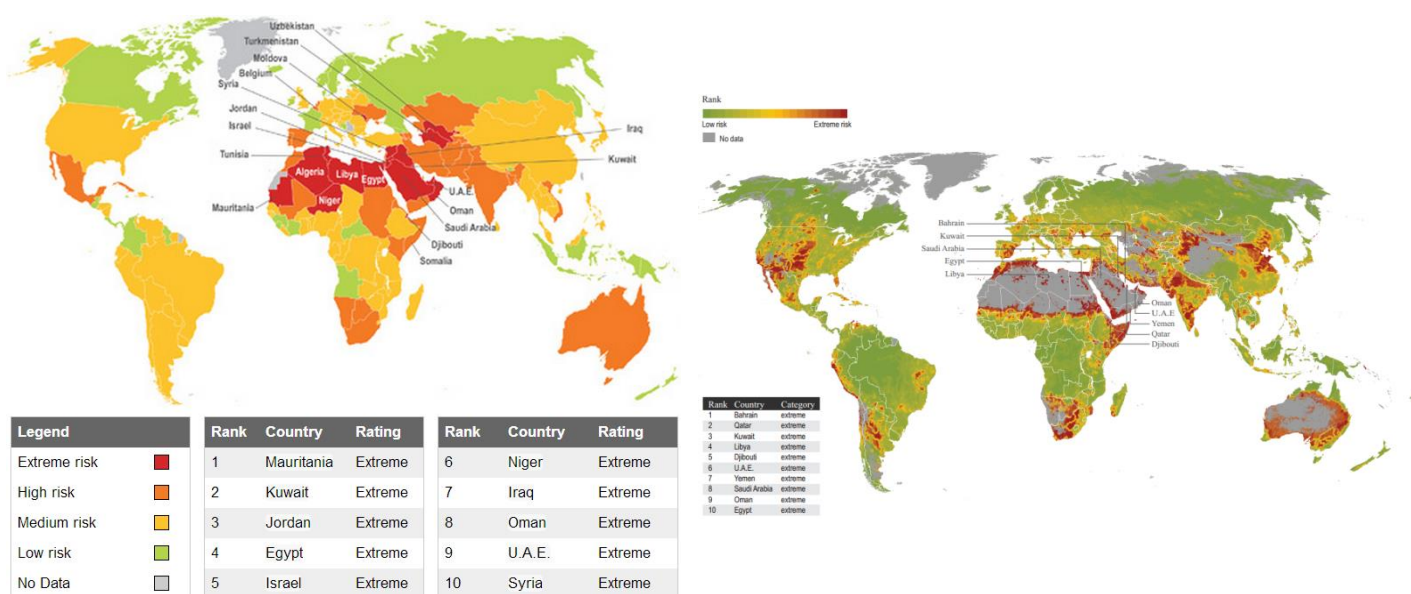 Uzbekistan
Turkmenistan
Moldova
Belgium
Syria
Jordan
Israel
Tunisia
Algeria
Libya
Egypt
Niger
Mauritania
Iraq
Kuwait
U.A.E.
Oman
Saudi Arabia
Djibouti
Somalia
Legend
Extreme risk
High risk
Medium risk
Low risk
No Data
Rank Country Rating
1 Mauritania Extreme
2 Kuwait Extreme
3 Jordan Extreme
4 Egypt Extreme
5 Israel Extreme
Rank Country Rating
6 Niger Extreme
7 Iraq Extreme
8 Oman Extreme
9 U.A.E. Extreme
10 Syria Extreme
Rank
Low risk Extreme risk
No data
Bahrain
Kuwait
Saudi Arabia
Egypt
Libya
Oman
U.A.E
Yemen
Qatar
Djibouti
Rank Country Category
1 Bahrain extreme
2 Qatar extreme
3 Kuwait extreme
4 Libya extreme
5 Djibouti extreme
6 U.A.E. extreme
7 Yemen extreme
8 Saudi Arabia extreme
9 Oman extreme
10 Egypt extreme